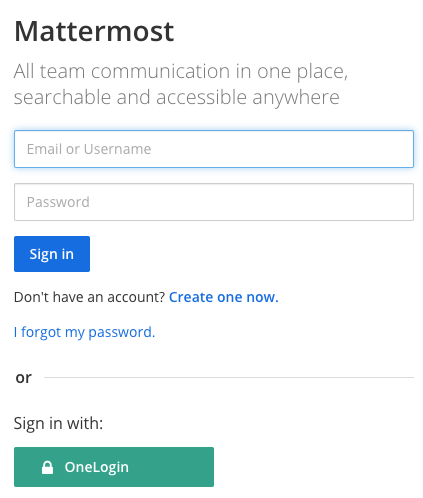 Mattermost
All team communication in one place,
searchable and accessible anywhere
Email or Username
Password
Sign in
Don't have an account? Create one now.
I forgot my password.
or
Sign in with:
OneLogin